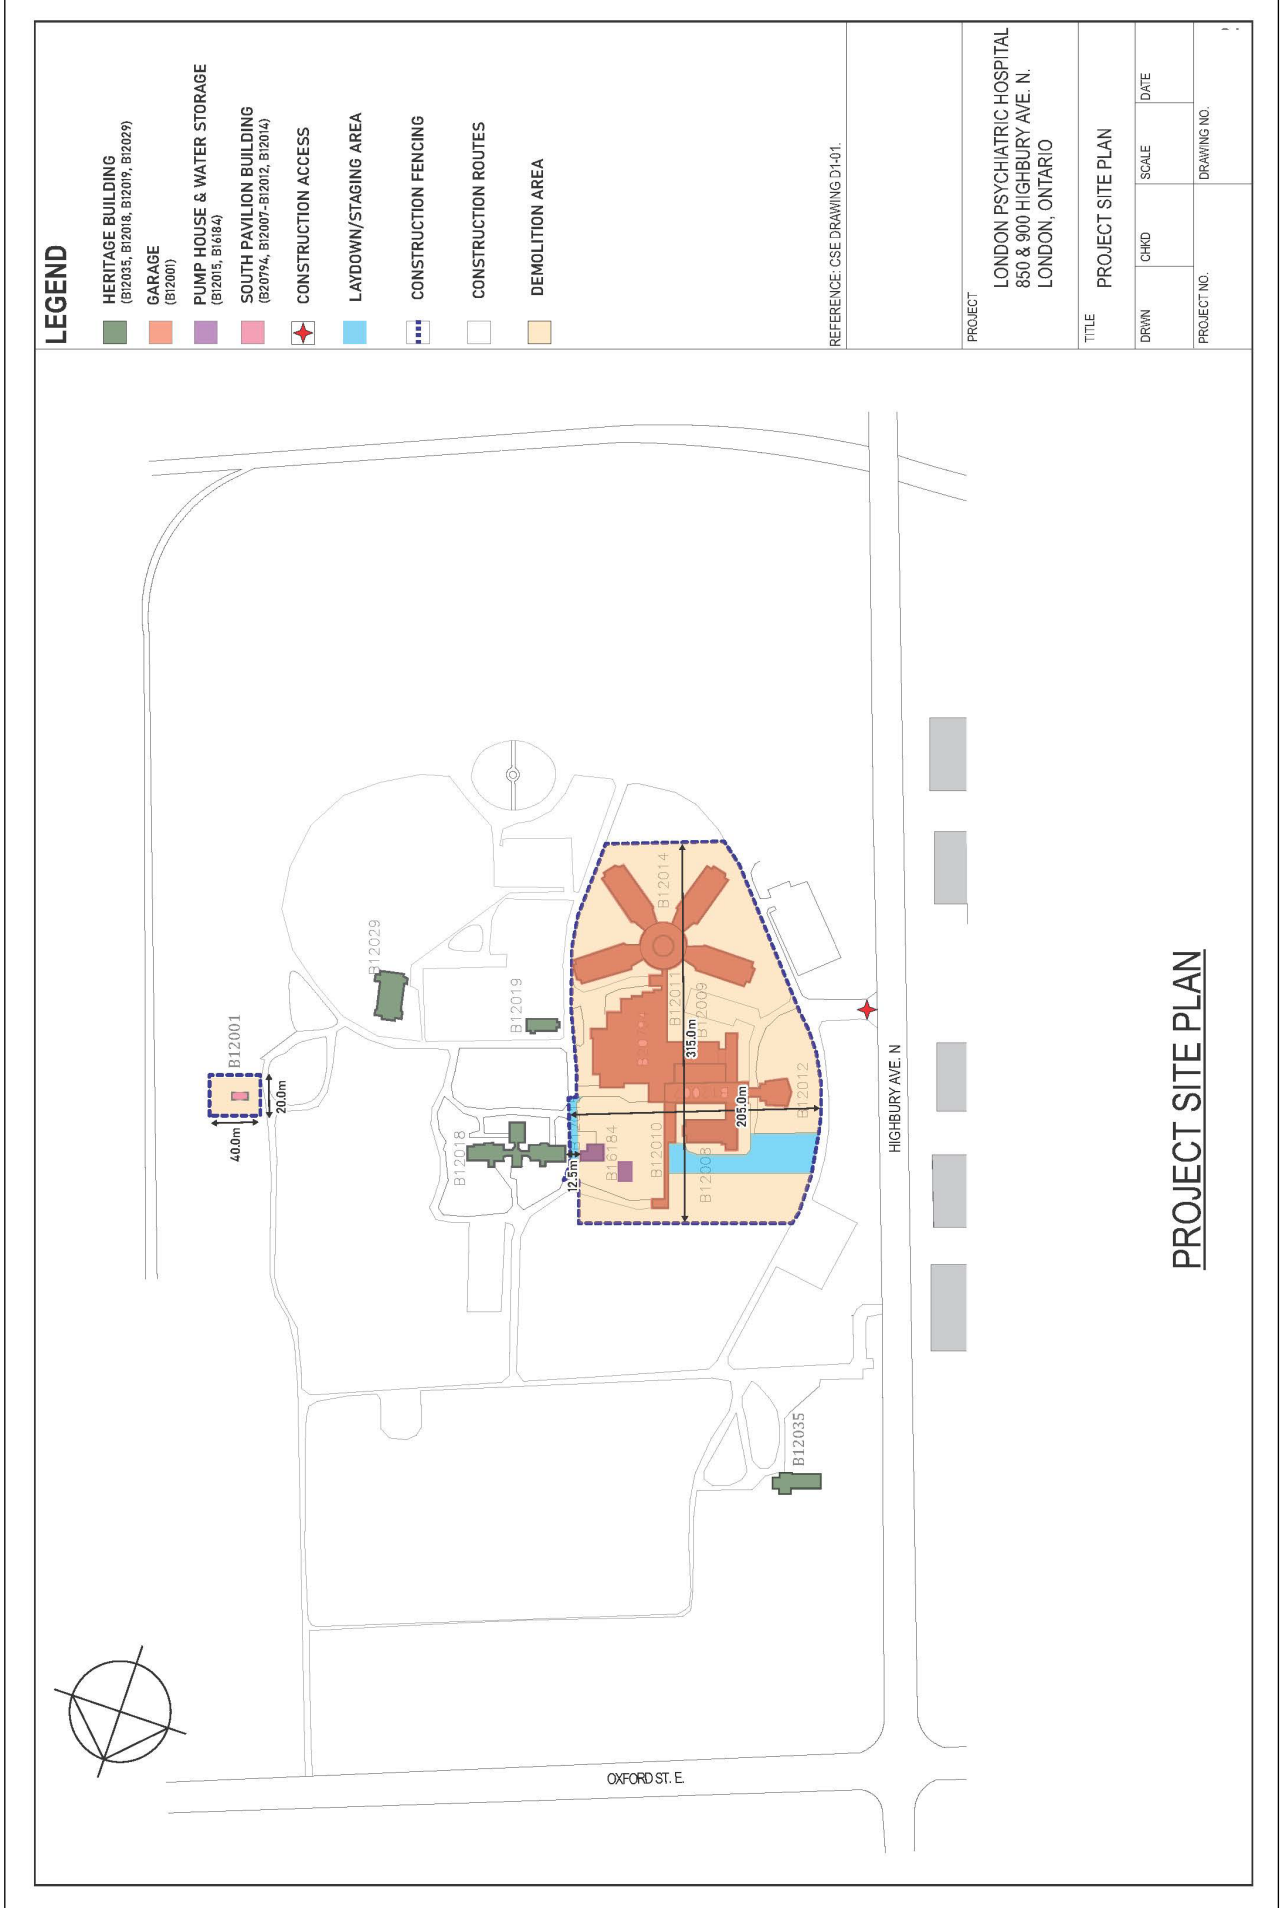 LEGEND
HERITAGE BUILDING
(B12035, B12018, B12019, B12029)
GARAGE
(B12001)
PUMP HOUSE & WATER STORAGE
(B12015, B16184)
SOUTH PAVILION BUILDING
(B20794, B12007-B12012, B12014)
CONSTRUCTION ACCESS
LAYDOWN/STAGING AREA
CONSTRUCTION FENCING
CONSTRUCTION ROUTES
DEMOLITION AREA
REFERENCE: CSE DRAWING D1-01.
PROJECT
LONDON PSYCHIATRIC HOSPITAL
850 & 900 HIGHBURY AVE. N.
LONDON, ONTARIO
TITLE
PROJECT SITE PLAN
DRWN
CHKD
SCALE
DATE
PROJECT NO.
DRAWING NO.
B12001
40.0m
20.0m
B12029
B12019
B12018
12.5m
B16184
B12010
B12008
B12014
B12011
B12009
315.0m
205.0m
B12012
B12035
HIGHBURY AVE. N
OXFORD ST. E.
PROJECT SITE PLAN